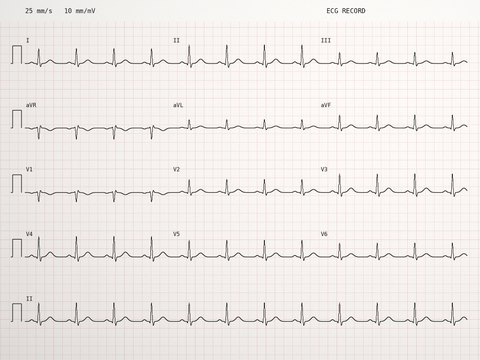 25 mm/s 10 mm/mV ECG RECORD
I II III
aVR aVL aVF
V1 V2 V3
V4 V5 V6
II